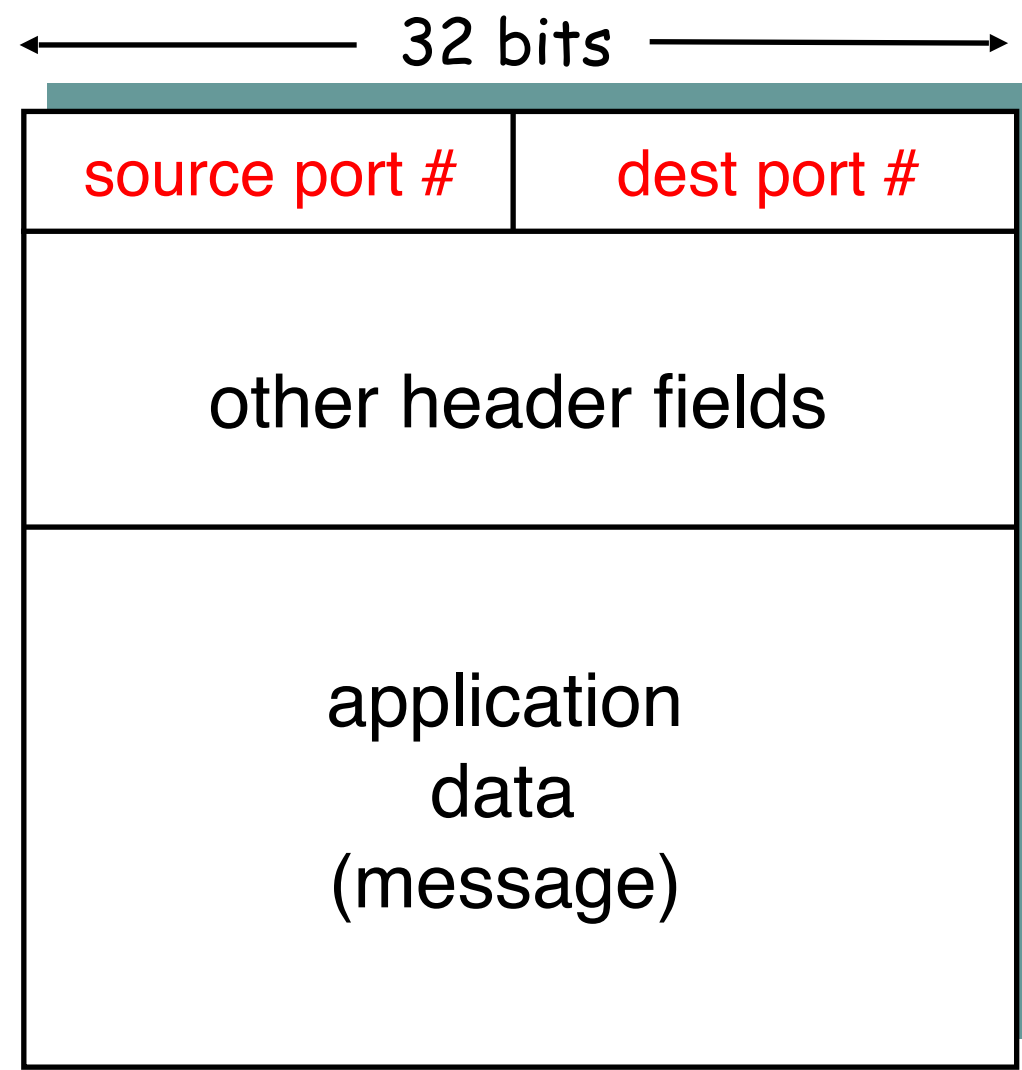 32 bits
source port #
dest port #
other header fields
application
data
(message)